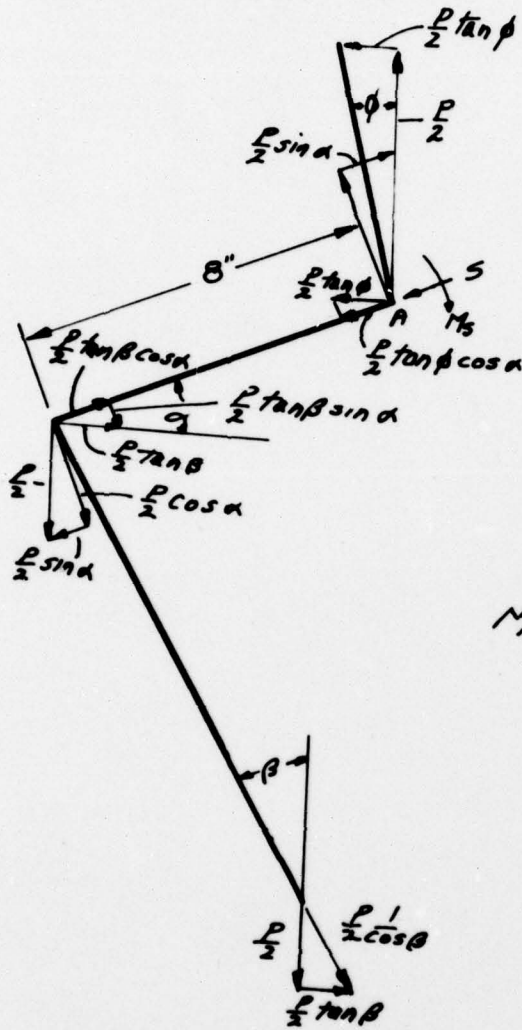 P/2 tan φ
φ
P/2
P/2 sin α
8"
P/2 tan φ
S
A
Ms
P/2 tan φ cos α
P/2 tan β cos α
P/2 tan β sin α
α
P/2 tan β
P/2
P/2 cos α
P/2 sin α
M
β
P/2
P/2 1/cos β
P/2 tan β